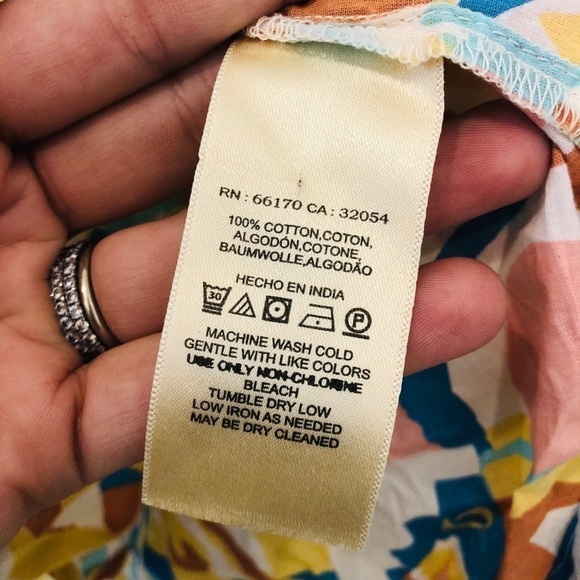 RN : 66170 CA : 32054
100% COTTON,COTON,
ALGODÓN,COTONE,
BAUMWOLLE,ALGODÃO
HECHO EN INDIA
30 P
MACHINE WASH COLD
GENTLE WITH LIKE COLORS
USE ONLY NON-CHLORINE
BLEACH
TUMBLE DRY LOW
LOW IRON AS NEEDED
MAY BE DRY CLEANED